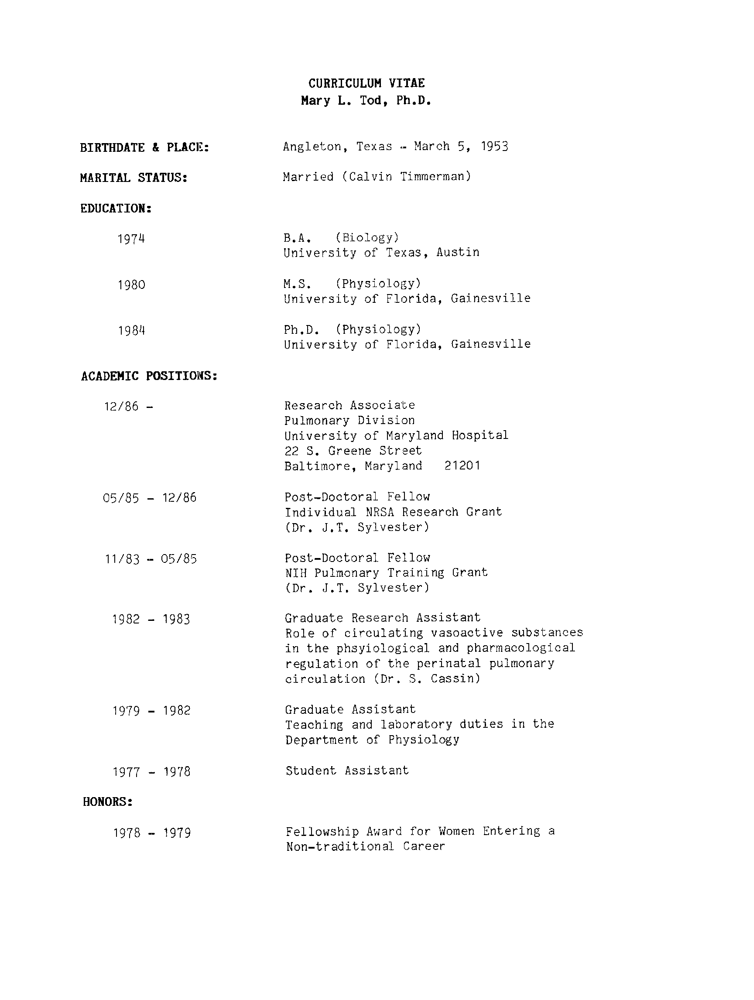 CURRICULUM VITAE
Mary L. Tod, Ph.D.
BIRTHDATE & PLACE: Angleton, Texas - March 5, 1953
MARITAL STATUS: Married (Calvin Timmerman)
EDUCATION:
1974 B.A. (Biology)
University of Texas, Austin
1980 M.S. (Physiology)
University of Florida, Gainesville
1984 Ph.D. (Physiology)
University of Florida, Gainesville
ACADEMIC POSITIONS:
12/86 - Research Associate
Pulmonary Division
University of Maryland Hospital
22 S. Greene Street
Baltimore, Maryland 21201
05/85 - 12/86 Post-Doctoral Fellow
Individual NRSA Research Grant
(Dr. J.T. Sylvester)
11/83 - 05/85 Post-Doctoral Fellow
NIH Pulmonary Training Grant
(Dr. J.T. Sylvester)
1982 - 1983 Graduate Research Assistant
Role of circulating vasoactive substances
in the phsyiological and pharmacological
regulation of the perinatal pulmonary
circulation (Dr. S. Cassin)
1979 - 1982 Graduate Assistant
Teaching and laboratory duties in the
Department of Physiology
1977 - 1978 Student Assistant
HONORS:
1978 - 1979 Fellowship Award for Women Entering a
Non-traditional Career